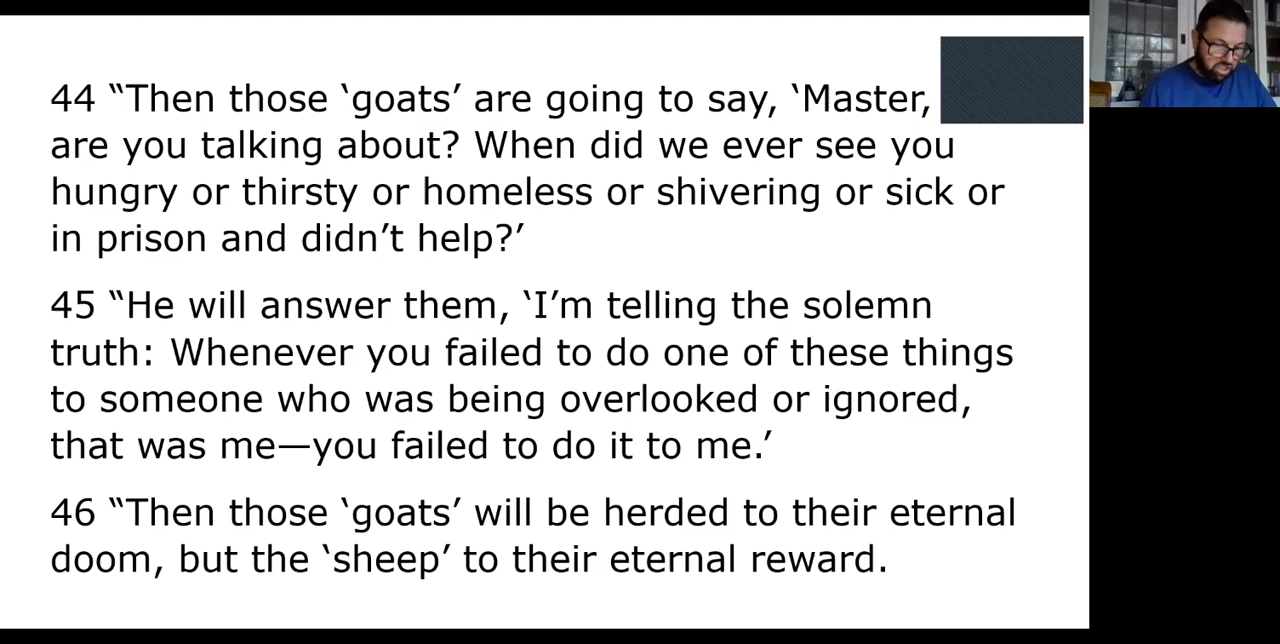 44 “Then those ‘goats’ are going to say, ‘Master,
are you talking about? When did we ever see you
hungry or thirsty or homeless or shivering or sick or
in prison and didn’t help?’
45 “He will answer them, ‘I’m telling the solemn
truth: Whenever you failed to do one of these things
to someone who was being overlooked or ignored,
that was me—you failed to do it to me.’
46 “Then those ‘goats’ will be herded to their eternal
doom, but the ‘sheep’ to their eternal reward.